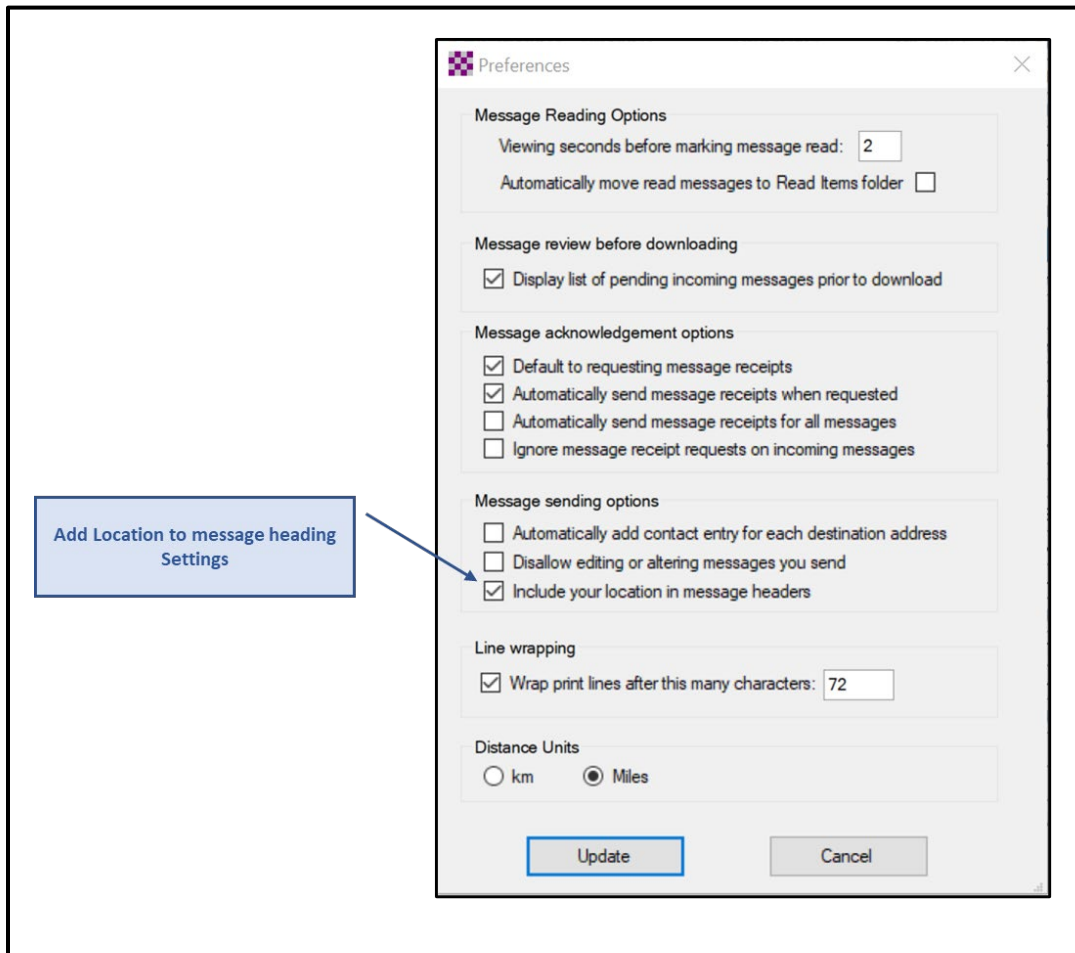 Preferences
Message Reading Options
Viewing seconds before marking message read: 2
Automatically move read messages to Read Items folder
Message review before downloading
Display list of pending incoming messages prior to download
Message acknowledgement options
Default to requesting message receipts
Automatically send message receipts when requested
Automatically send message receipts for all messages
Ignore message receipt requests on incoming messages
Add Location to message heading
Settings
Message sending options
Automatically add contact entry for each destination address
Disallow editing or altering messages you send
Include your location in message headers
Line wrapping
Wrap print lines after this many characters: 72
Distance Units
km Miles
Update Cancel